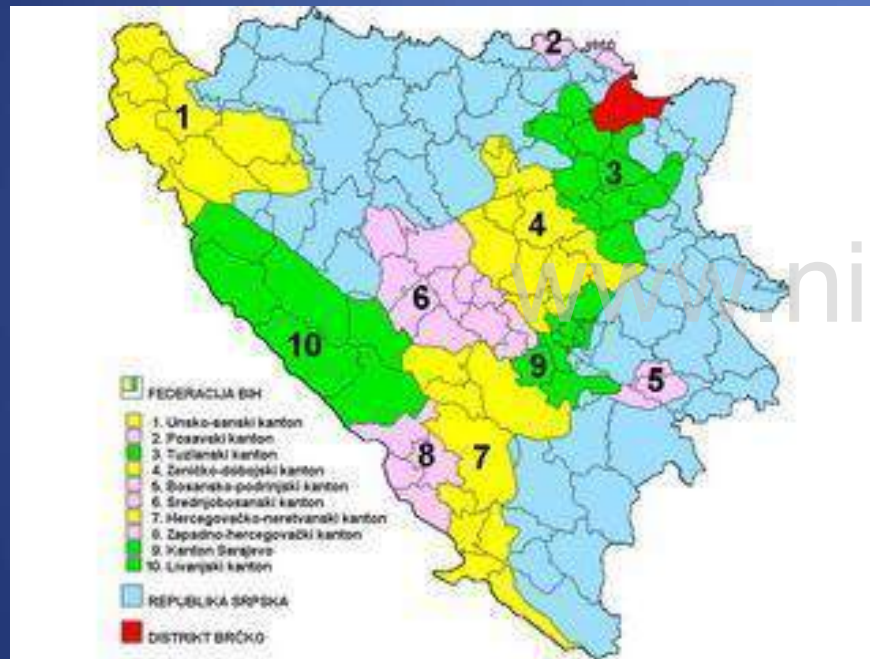 2
1
3
4
www.ni
6
10
9
5
8
7
FEDERACIJA BIH
1. Unsko-sanski kanton
2. Posavski kanton
3. Tuzlanski kanton
4. Zeničko-dobojski kanton
5. Bosansko-podrinjski kanton
6. Srednjobosanski kanton
7. Hercegovačko-neretvanski kanton
8. Zapadno-hercegovački kanton
9. Kanton Sarajevo
10. Livanjski kanton
REPUBLIKA SRPSKA
DISTRIKT BRČKO